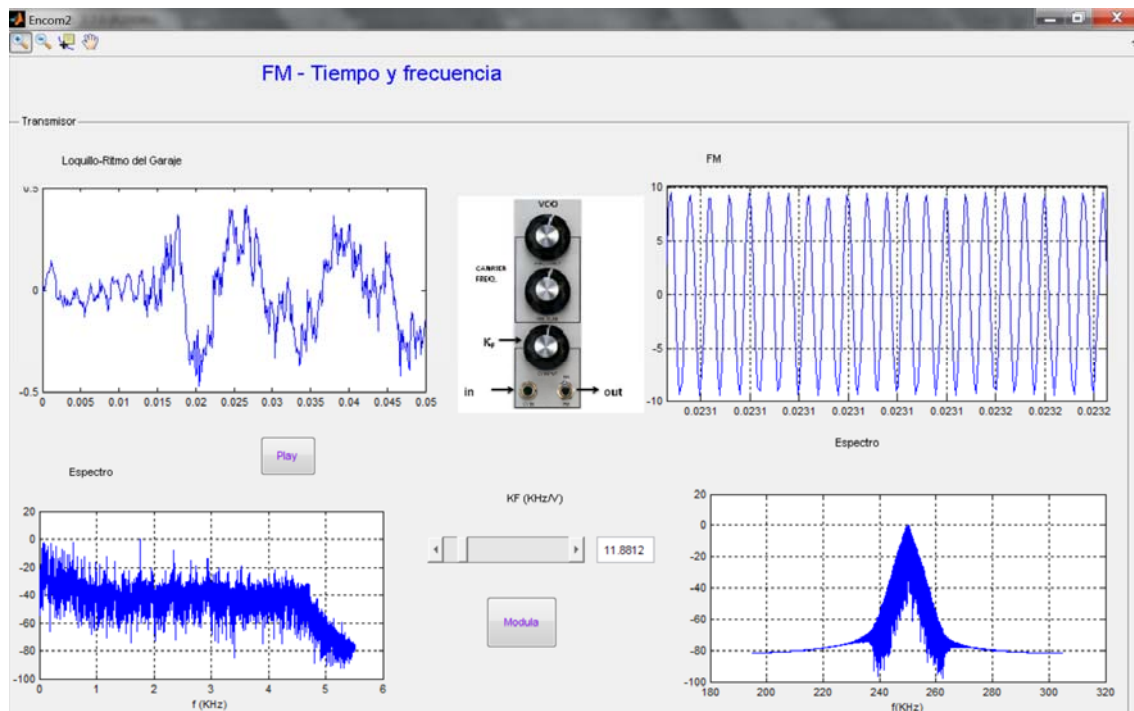 Encom2
FM - Tiempo y frecuencia
Transmisor
Loquillo-Ritmo del Garaje
0.5
0
-0.5
0 0.005 0.01 0.015 0.02 0.025 0.03 0.035 0.04 0.045 0.05
VCO
CARRIER
FREQ.
KF
in
out
FM
10
5
0
-5
-10
0.0231 0.0231 0.0231 0.0231 0.0231 0.0232 0.0232 0.0232
Play
Espectro
20
0
-20
-40
-60
-80
-100
0 1 2 3 4 5 6
f (KHz)
KF (KHz/V)
11.8812
Modula
Espectro
20
0
-20
-40
-60
-80
-100
180 200 220 240 260 280 300 320
f(KHz)